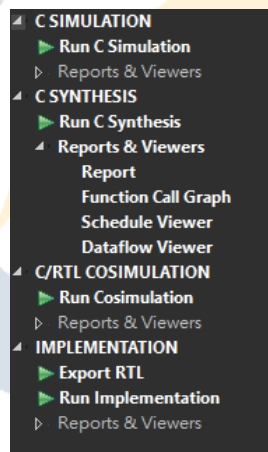 C SIMULATION
Run C Simulation
Reports & Viewers
C SYNTHESIS
Run C Synthesis
Reports & Viewers
Report
Function Call Graph
Schedule Viewer
Dataflow Viewer
C/RTL COSIMULATION
Run Cosimulation
Reports & Viewers
IMPLEMENTATION
Export RTL
Run Implementation
Reports & Viewers